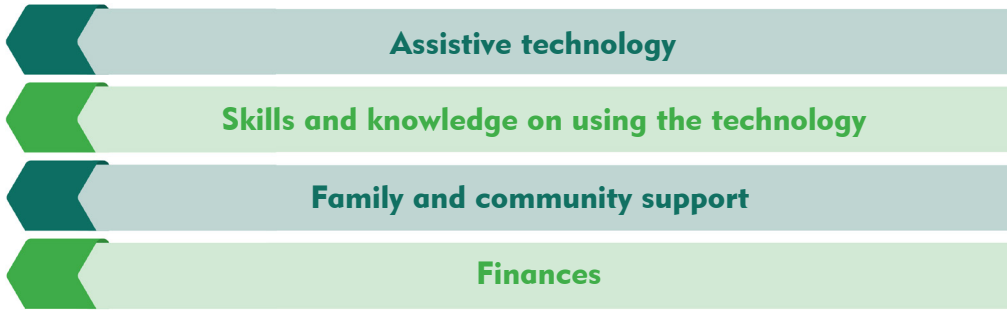 Assistive technology
Skills and knowledge on using the technology
Family and community support
Finances